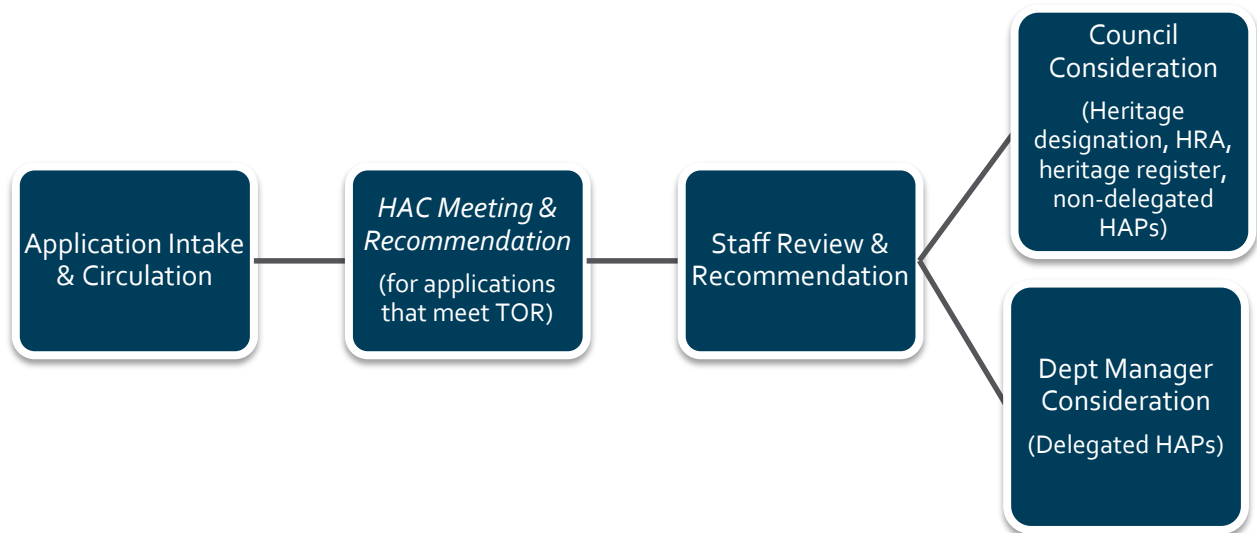 Application Intake
& Circulation
HAC Meeting &
Recommendation
(for applications
that meet TOR)
Staff Review &
Recommendation
Council
Consideration
(Heritage
designation, HRA,
heritage register,
non-delegated
HAPs)
Dept Manager
Consideration
(Delegated HAPs)